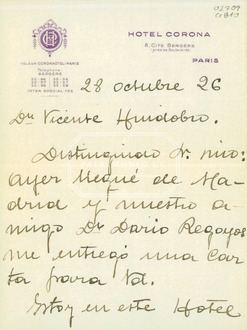 HOTEL CORONA
8, CITÉ BERGÈRE
PARIS
28 octubre 26
Dn Vicente Huidobro.
Distinguido Sr. mio:
ayer llegué de Ma-
drid y nuestro a-
migo Dn Dario Regoyos
me entregó una car
ta para Vd.
Estoy en este Hotel